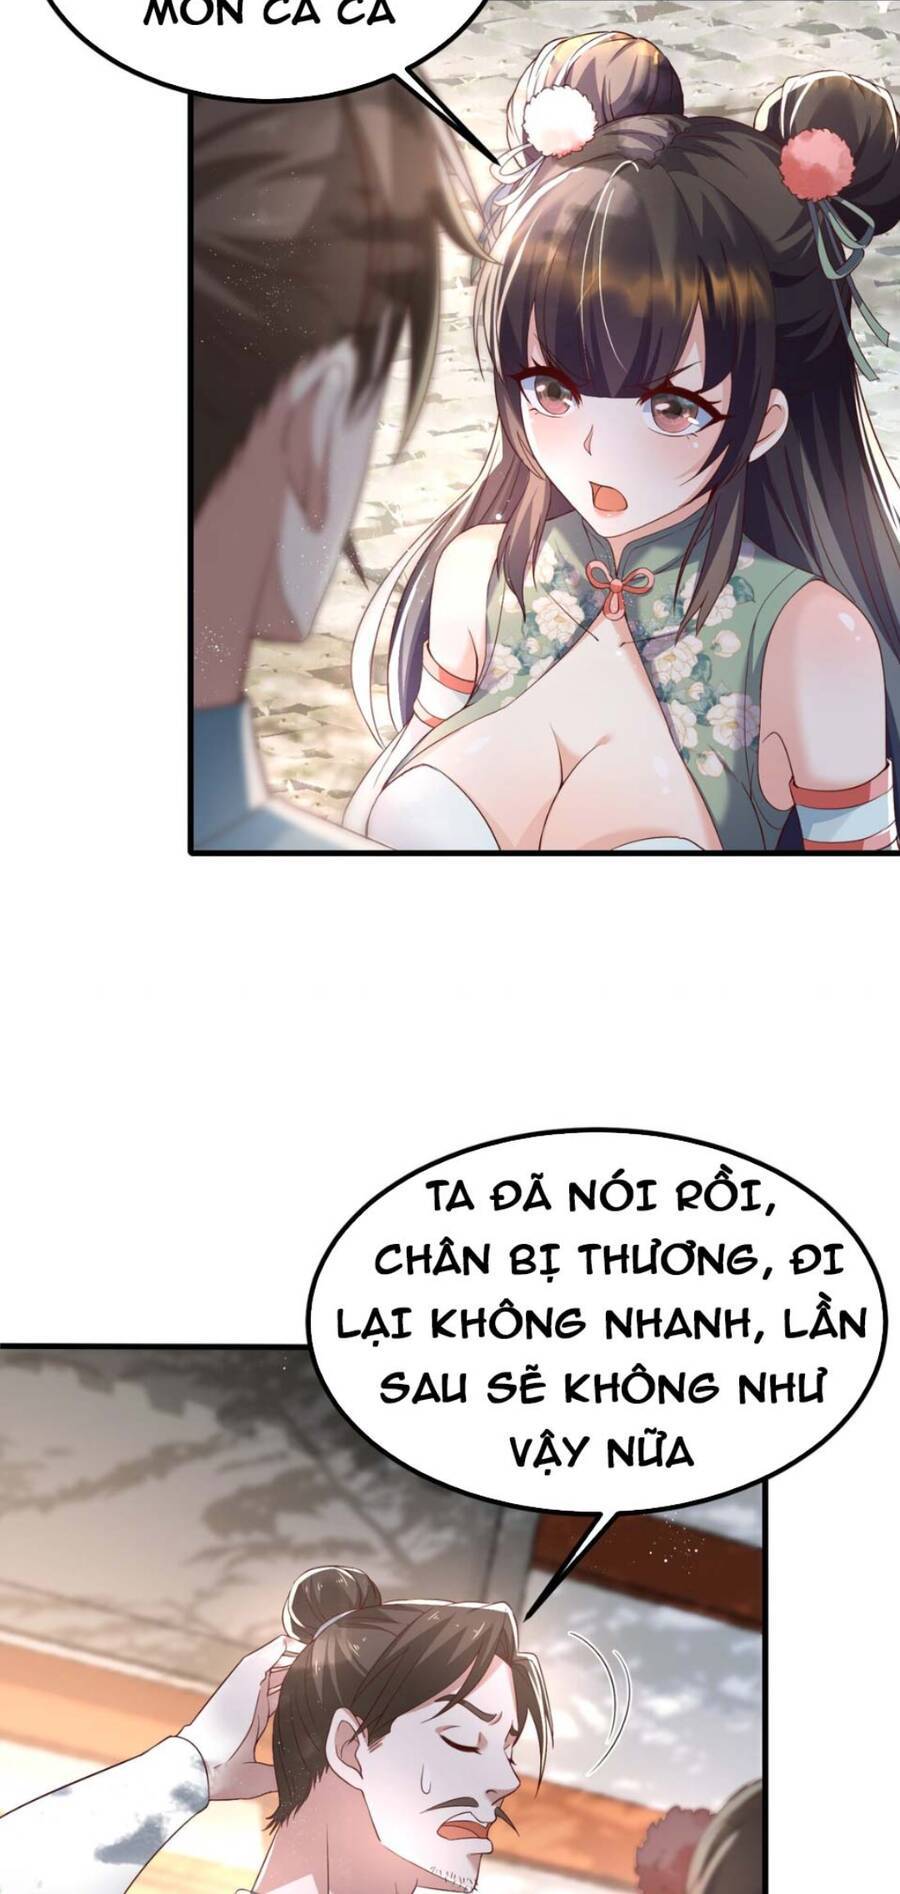 MÔN CA CA
TA ĐÃ NÓI RỒI,
CHÂN BỊ THƯƠNG, ĐI
LẠI KHÔNG NHANH, LẦN
SAU SẼ KHÔNG NHƯ
VẬY NỮA